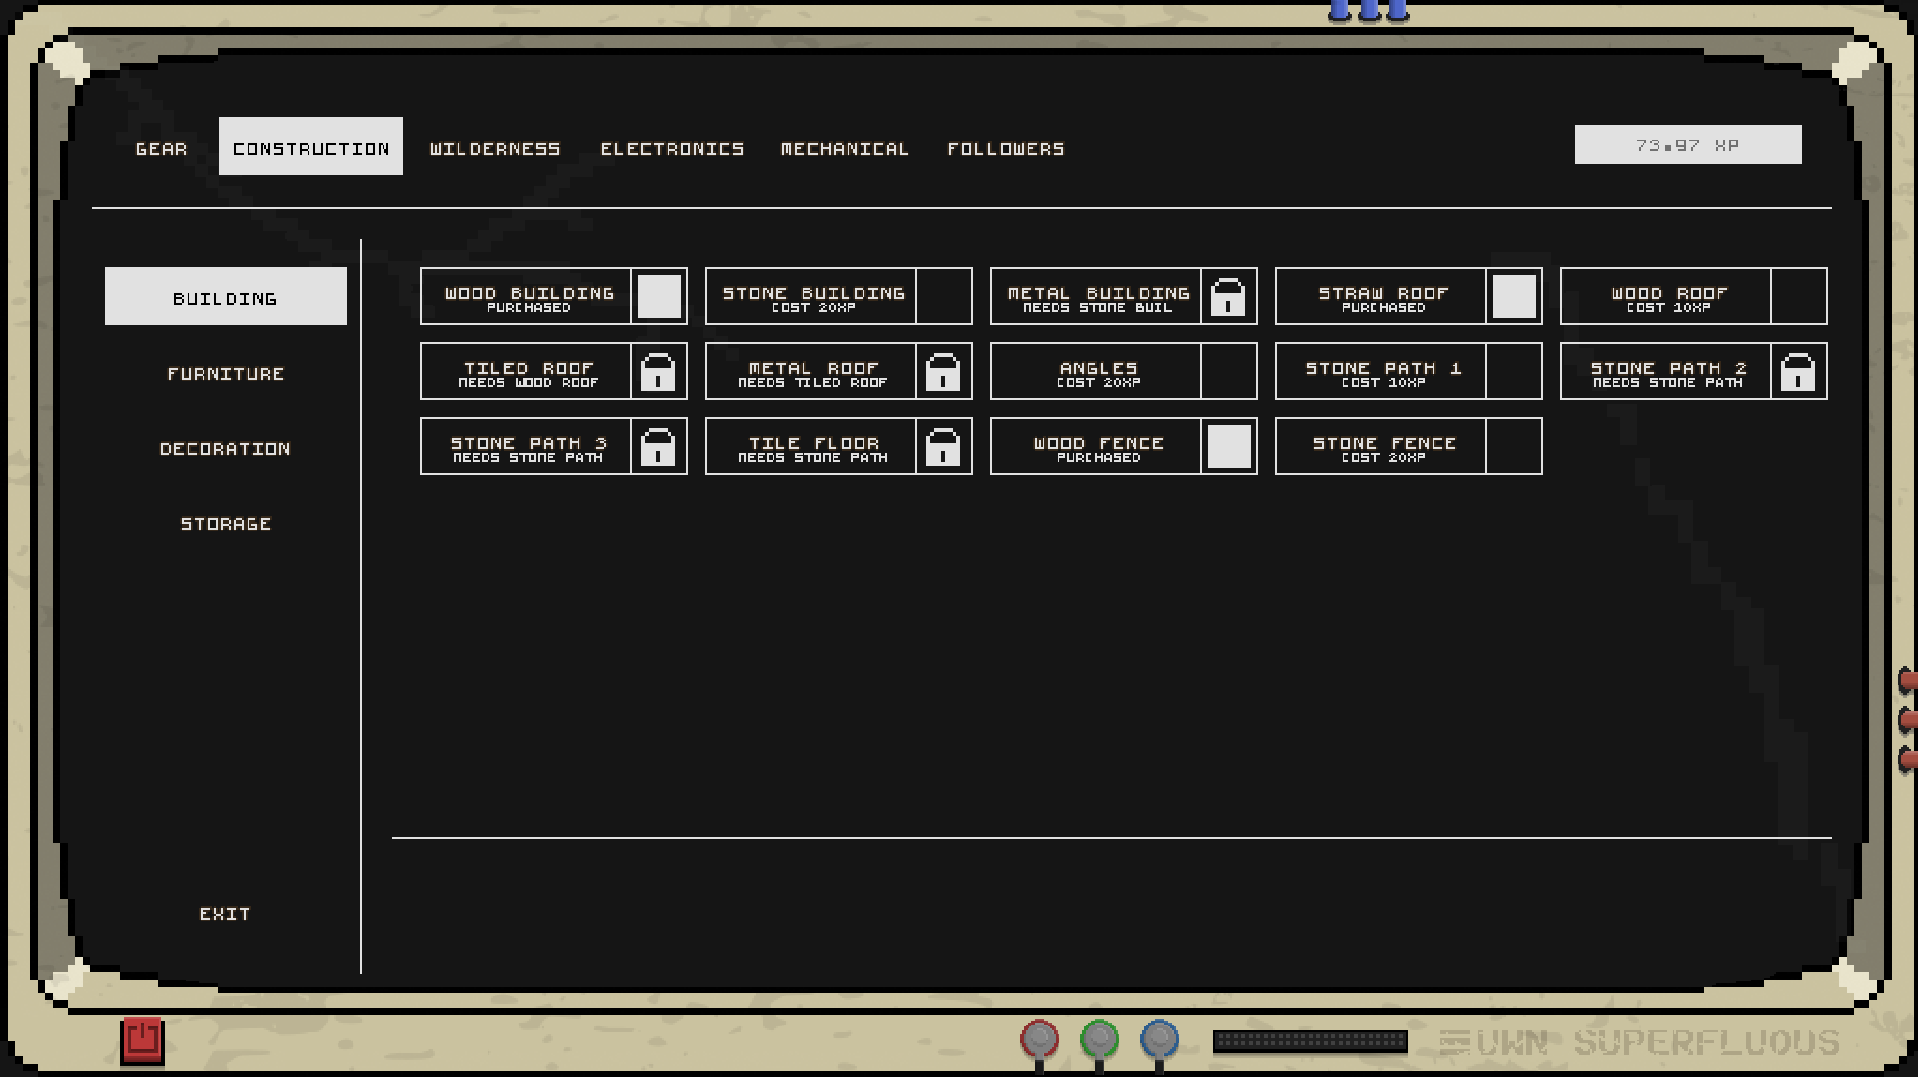 GEAR CONSTRUCTION WILDERNESS ELECTRONICS MECHANICAL FOLLOWERS 73.97 XP
BUILDING
FURNITURE
DECORATION
STORAGE
EXIT
WOOD BUILDING
PURCHASED
STONE BUILDING
COST 20XP
METAL BUILDING
NEEDS STONE BUIL
STRAW ROOF
PURCHASED
WOOD ROOF
COST 10XP
TILED ROOF
NEEDS WOOD ROOF
METAL ROOF
NEEDS TILED ROOF
ANGLES
COST 20XP
STONE PATH 1
COST 10XP
STONE PATH 2
NEEDS STONE PATH
STONE PATH 3
NEEDS STONE PATH
TILE FLOOR
NEEDS STONE PATH
WOOD FENCE
PURCHASED
STONE FENCE
COST 20XP
UWN SUPERFLUOUS